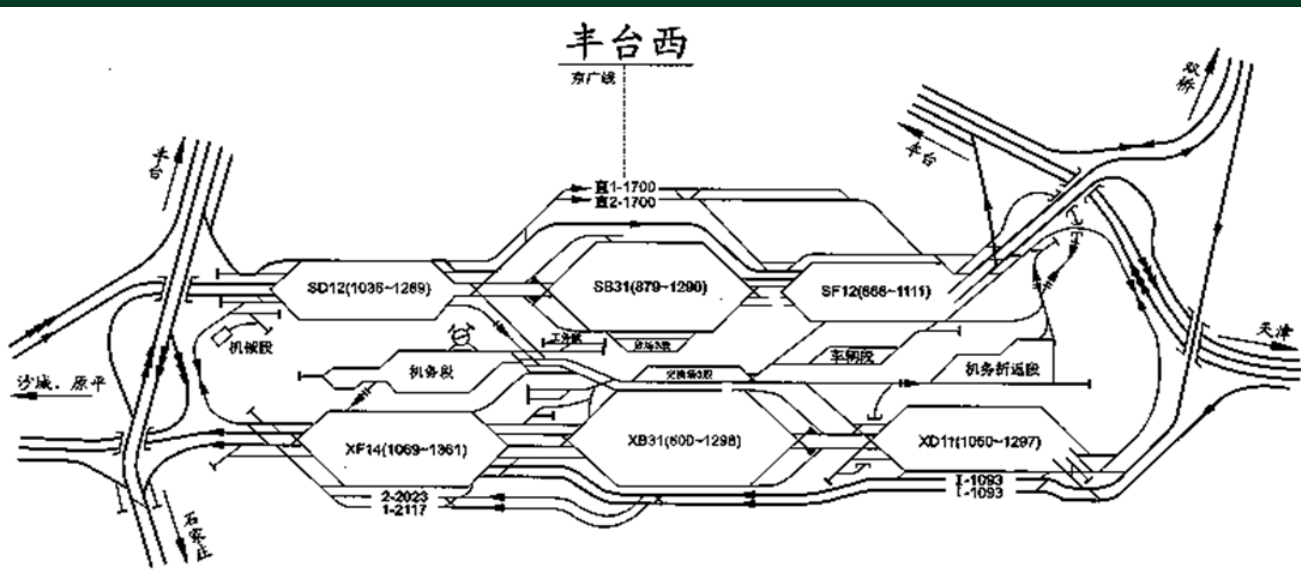 丰台西
京广线
双桥
丰台
丰台
直1-1700
直2-1700
SD12(1036~1269)
SB31(879~1290)
SF12(666~1111)
天津
机械段
工务段
车辆段
沙城、原平
机务段
机务折返段
XF14(1069~1361)
XB31(800~1298)
XD11(1050~1297)
2-2023
1-2117
I-1093
I-1093
石家庄